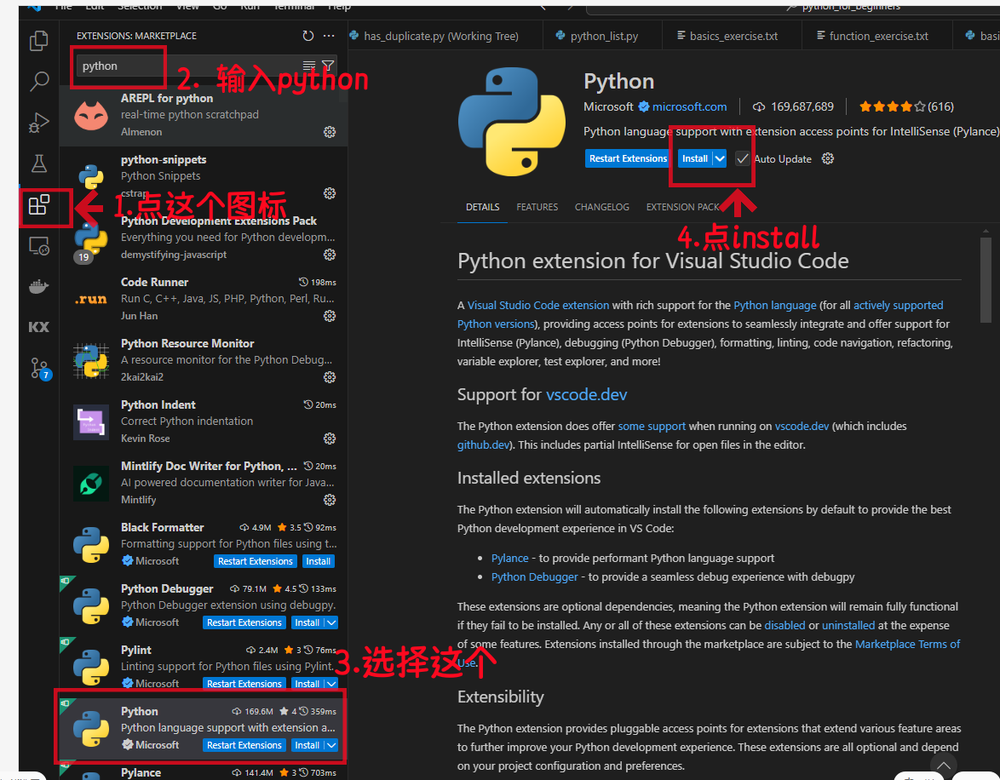 File Edit Selection View Go Run Terminal Help
python_for_beginners
EXTENSIONS: MARKETPLACE
has_duplicate.py (Working Tree)
python_list.py
basics_exercise.txt
function_exercise.txt
python
2. 输入python
AREPL for python
real-time python scratchpad
Almenon
python-snippets
Python Snippets
cstrap
1.点这个图标
Python Development Extensions Pack
Everything you need for Python developm...
demystifying-javascript
19
Code Runner 198ms
.run
Run C, C++, Java, JS, PHP, Python, Perl, Ru...
Jun Han
KX
Python Resource Monitor
A resource monitor for the Python Debug...
2kai2kai2
7
Python Indent 20ms
Correct Python indentation
Kevin Rose
Mintlify Doc Writer for Python, ... 20ms
AI powered documentation writer for Java...
Mintlify
Black Formatter 4.9M 3.5 92ms
Formatting support for Python files using t...
Microsoft Restart Extensions Install
Python Debugger 79.1M 4.5 133ms
Python Debugger extension using debugpy.
Microsoft Restart Extensions Install
Pylint 2.4M 3 76ms
Linting support for Python files using Pylint.
Microsoft Restart Extensions Install
3.选择这个
Python 169.6M 4 359ms
Python language support with extension a...
Microsoft Restart Extensions Install
Pylance 141.4M 3 703ms
Python
Microsoft microsoft.com 169,687,689 (616)
Python language support with extension access points for IntelliSense (Pylance)
Restart Extensions Install Auto Update
4.点install
DETAILS FEATURES CHANGELOG EXTENSION PACK
Python extension for Visual Studio Code
A Visual Studio Code extension with rich support for the Python language (for all actively supported
Python versions), providing access points for extensions to seamlessly integrate and offer support for
IntelliSense (Pylance), debugging (Python Debugger), formatting, linting, code navigation, refactoring,
variable explorer, test explorer, and more!
Support for vscode.dev
The Python extension does offer some support when running on vscode.dev (which includes
github.dev). This includes partial IntelliSense for open files in the editor.
Installed extensions
The Python extension will automatically install the following extensions by default to provide the best
Python development experience in VS Code:
• Pylance - to provide performant Python language support
• Python Debugger - to provide a seamless debug experience with debugpy
These extensions are optional dependencies, meaning the Python extension will remain fully functional
if they fail to be installed. Any or all of these extensions can be disabled or uninstalled at the expense
of some features. Extensions installed through the marketplace are subject to the Marketplace Terms of
Use.
Extensibility
The Python extension provides pluggable access points for extensions that extend various feature areas
to further improve your Python development experience. These extensions are all optional and depend
on your project configuration and preferences.